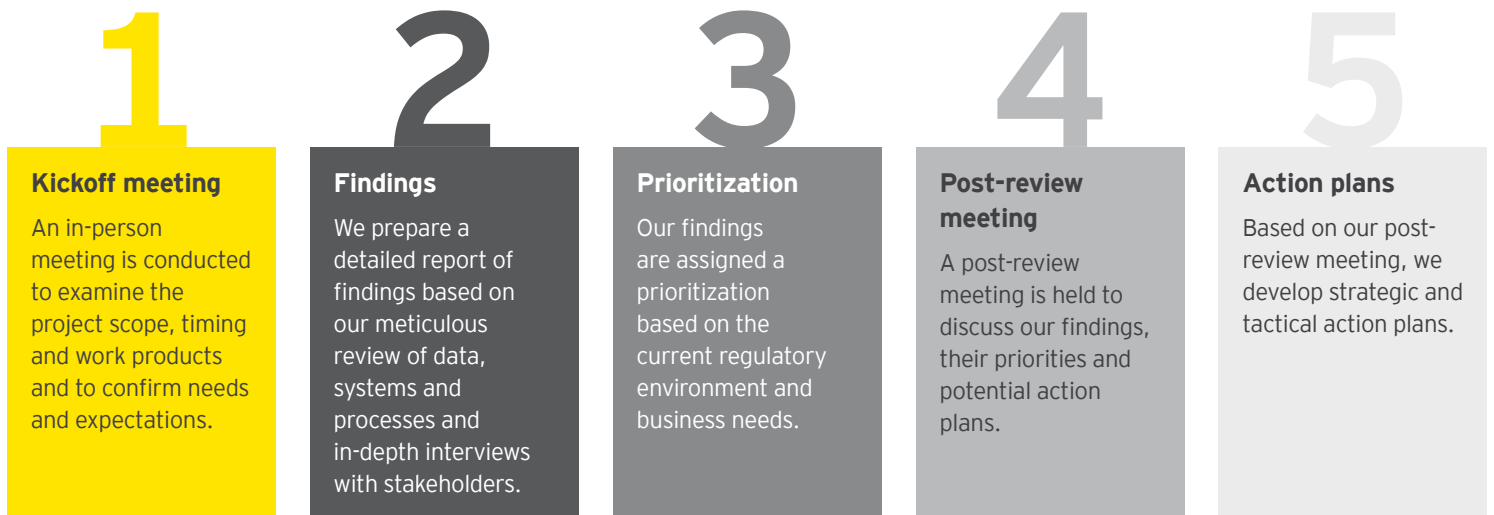 1
Kickoff meeting
An in-person
meeting is conducted
to examine the
project scope, timing
and work products
and to confirm needs
and expectations.
2
Findings
We prepare a
detailed report of
findings based on
our meticulous
review of data,
systems and
processes and
in-depth interviews
with stakeholders.
3
Prioritization
Our findings
are assigned a
prioritization
based on the
current regulatory
environment and
business needs.
4
Post-review
meeting
A post-review
meeting is held to
discuss our findings,
their priorities and
potential action
plans.
5
Action plans
Based on our post-
review meeting, we
develop strategic and
tactical action plans.